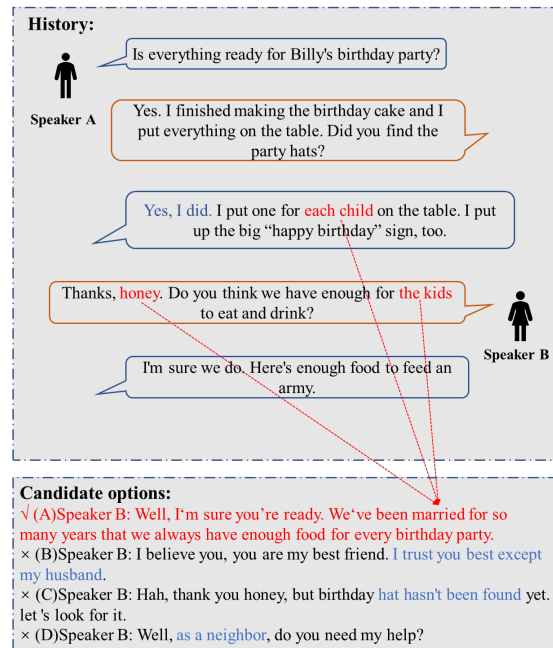 History:
Is everything ready for Billy's birthday party?
Speaker A
Yes. I finished making the birthday cake and I
put everything on the table. Did you find the
party hats?
Yes, I did. I put one for each child on the table. I put
up the big “happy birthday” sign, too.
Thanks, honey. Do you think we have enough for the kids
to eat and drink?
Speaker B
I'm sure we do. Here's enough food to feed an
army.
Candidate options:
√ (A)Speaker B: Well, I‘m sure you’re ready. We‘ve been married for so
many years that we always have enough food for every birthday party.
× (B)Speaker B: I believe you, you are my best friend. I trust you best except
my husband.
× (C)Speaker B: Hah, thank you honey, but birthday hat hasn't been found yet.
let's look for it.
× (D)Speaker B: Well, as a neighbor, do you need my help?